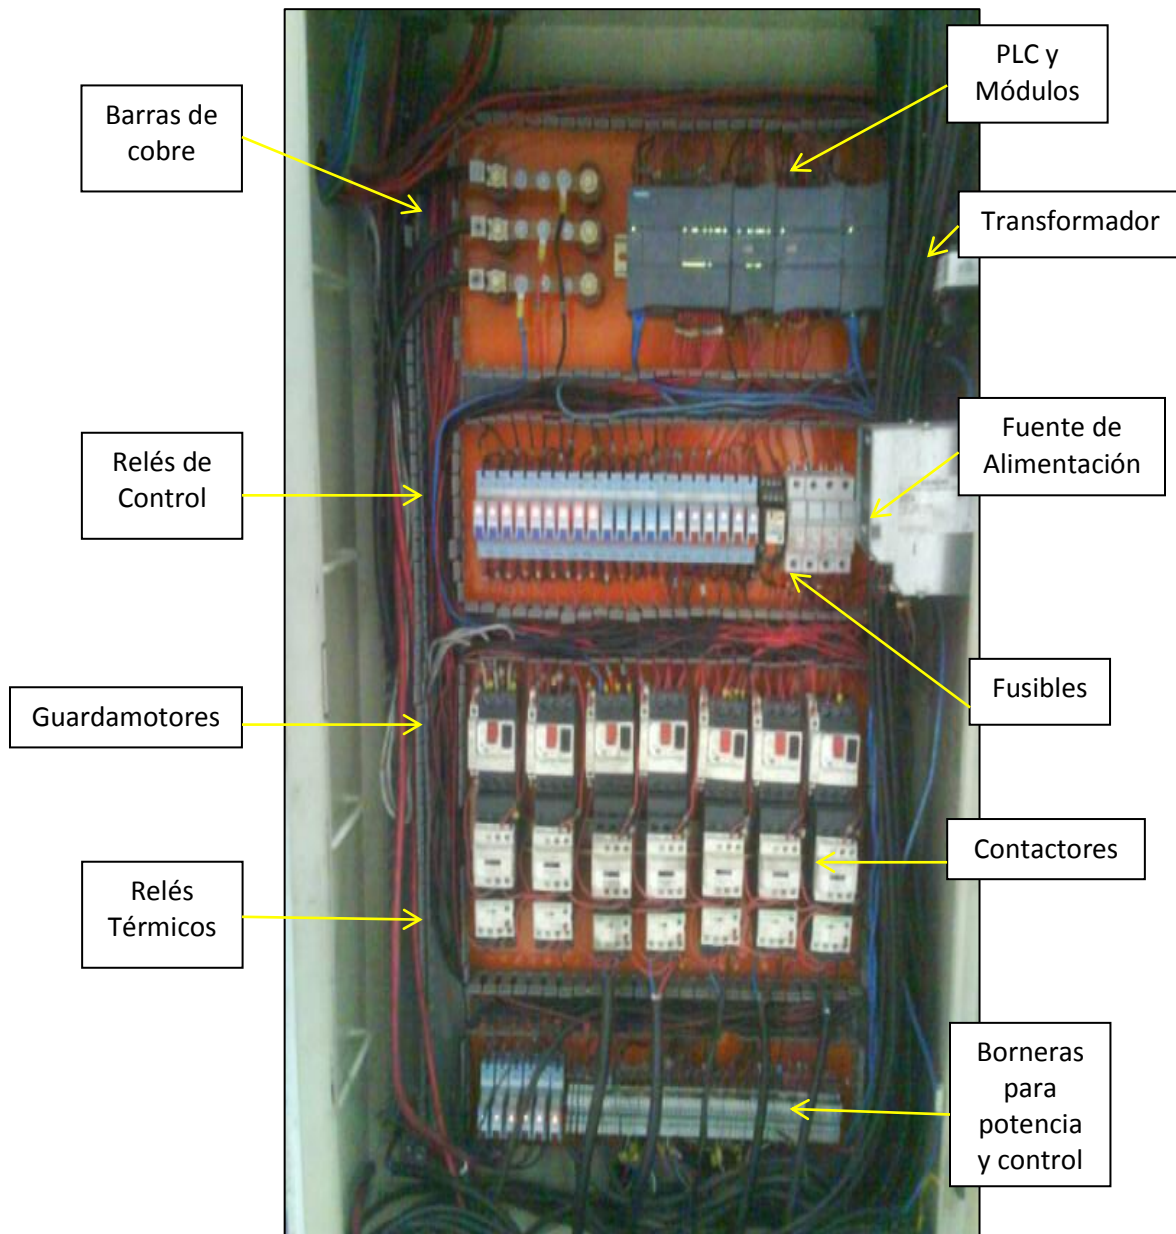 PLC y
Módulos
Barras de
cobre
Transformador
Fuente de
Alimentación
Relés de
Control
Fusibles
Guardamotores
Contactores
Relés
Térmicos
Borneras
para
potencia
y control